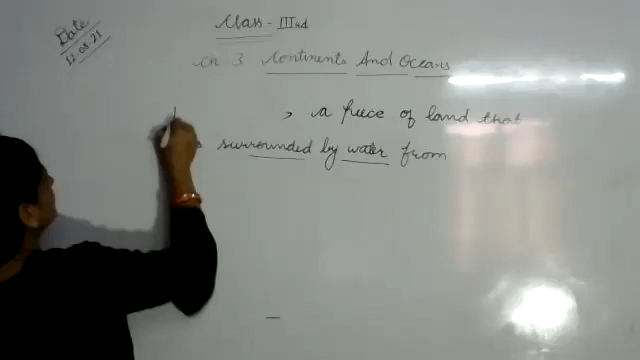 Date
12.08.21
Class - IIIrd
Ch 3 Continents And Oceans
, a piece of land that
surrounded by water from